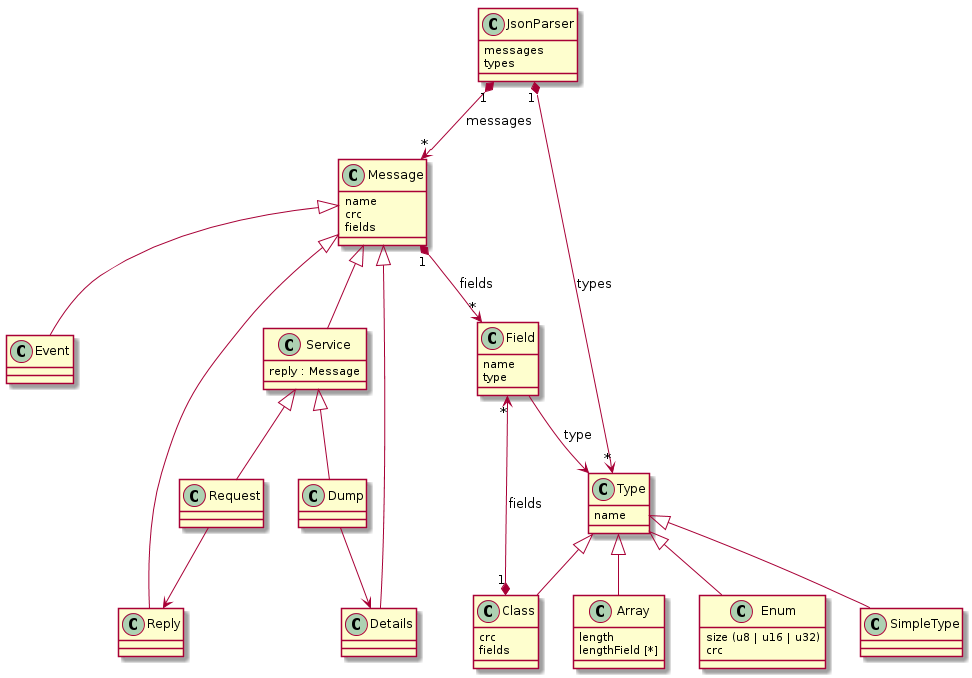 C JsonParser
messages
types
1
1
messages
*
C Message
name
crc
fields
1
types
fields
*
C Event
C Service
reply : Message
C Field
name
type
*
type
*
C Request
C Dump
C Type
name
fields
1
C Reply
C Details
C Class
crc
fields
C Array
length
lengthField [*]
C Enum
size (u8 | u16 | u32)
crc
C SimpleType